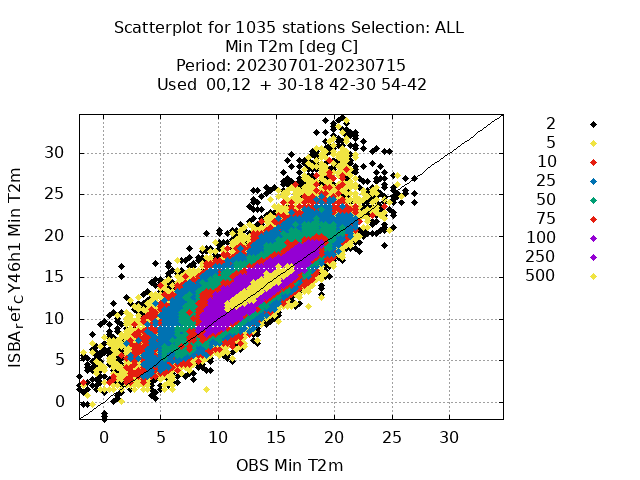 Scatterplot for 1035 stations Selection: ALL
Min T2m [deg C]
Period: 20230701-20230715
Used 00,12 + 30-18 42-30 54-42
2
5
10
25
50
75
100
250
500
30
25
20
15
10
5
0
ISBA_ref_C Y46h1 Min T2m
0 5 10 15 20 25 30
OBS Min T2m